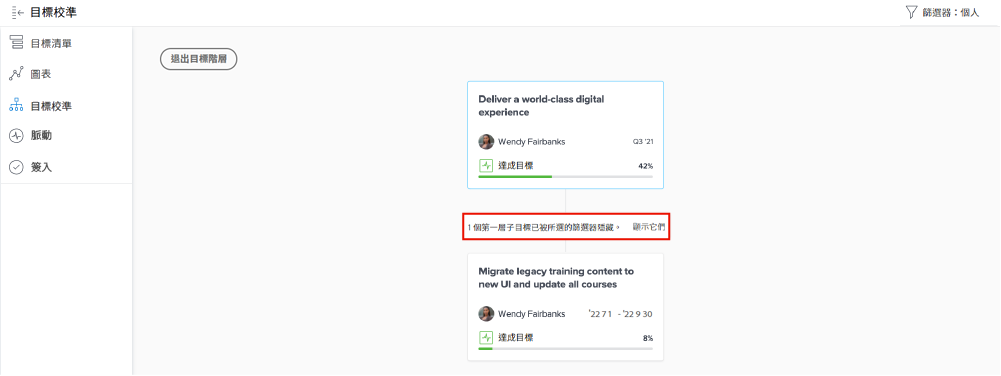 目標校準
篩選器：個人
目標清單
圖表
目標校準
脈動
簽入
退出目標階層
Deliver a world-class digital
experience
Wendy Fairbanks
Q3 '21
達成目標
42%
1 個第一層子目標已被所選的篩選器隱藏。 顯示它們
Migrate legacy training content to
new UI and update all courses
Wendy Fairbanks
'22 7 1 - '22 9 30
達成目標
8%